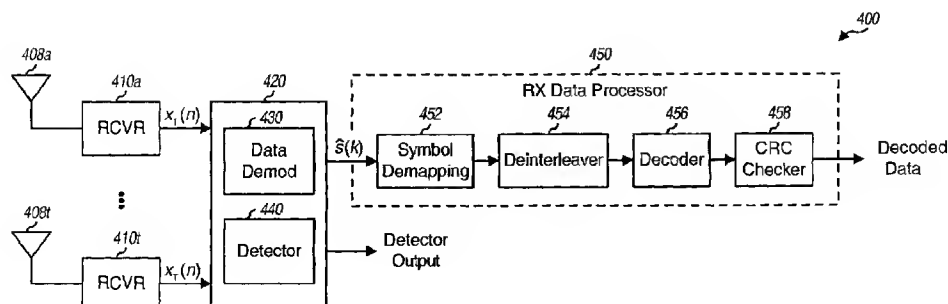 400
408a
410a
RCVR
x₁(n)
420
430
Data
Demod
ŝ(k)
450
RX Data Processor
452
Symbol
Demapping
454
Deinterleaver
456
Decoder
458
CRC
Checker
Decoded
Data
408t
410t
RCVR
x_T(n)
440
Detector
Detector
Output